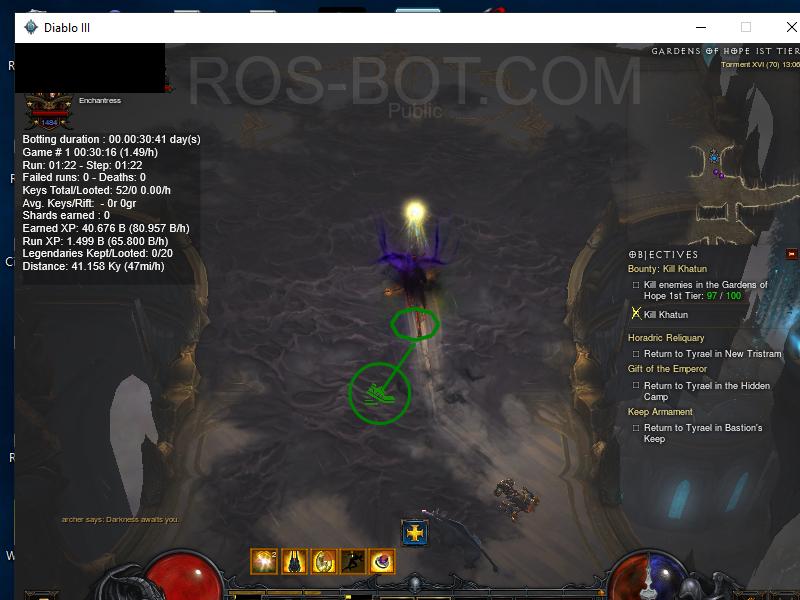 Diablo III
GARDENS OF HOPE 1ST TIER
Torment XVI (70) 13:06
ROS-BOT.COM
Public
Enchantress
1484
Botting duration : 00.00:30:41 day(s)
Game # 1 00:30:16 (1.49/h)
Run: 01:22 - Step: 01:22
Failed runs: 0 - Deaths: 0
Keys Total/Looted: 52/0 0.00/h
Avg. Keys/Rift:  - 0r 0gr
Shards earned : 0
Earned XP: 40.676 B (80.957 B/h)
Run XP: 1.499 B (65.800 B/h)
Legendaries Kept/Looted: 0/20
Distance: 41.158 Ky (47mi/h)
OBJECTIVES
Bounty: Kill Khatun
Kill enemies in the Gardens of
Hope 1st Tier: 97 / 100
Kill Khatun
Horadric Reliquary
Return to Tyrael in New Tristram
Gift of the Emperor
Return to Tyrael in the Hidden
Camp
Keep Armament
Return to Tyrael in Bastion's
Keep
archer says: Darkness awaits you.
2